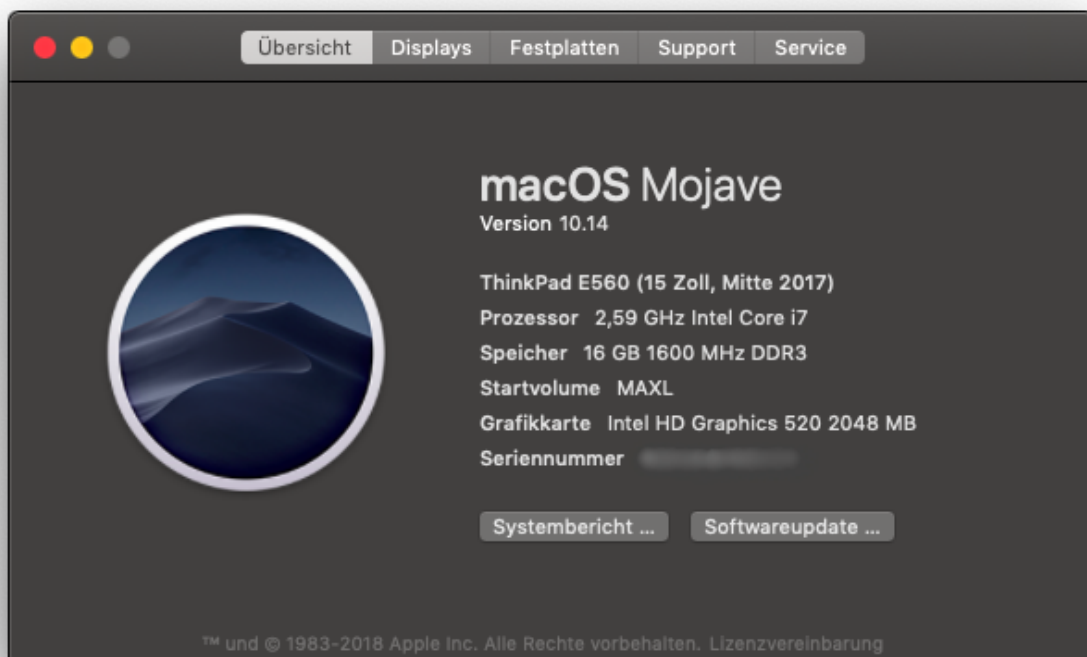 Übersicht Displays Festplatten Support Service
macOS Mojave
Version 10.14
ThinkPad E560 (15 Zoll, Mitte 2017)
Prozessor 2,59 GHz Intel Core i7
Speicher 16 GB 1600 MHz DDR3
Startvolume MAXL
Grafikkarte Intel HD Graphics 520 2048 MB
Seriennummer
Systembericht ... Softwareupdate ...
™ und © 1983-2018 Apple Inc. Alle Rechte vorbehalten. Lizenzvereinbarung